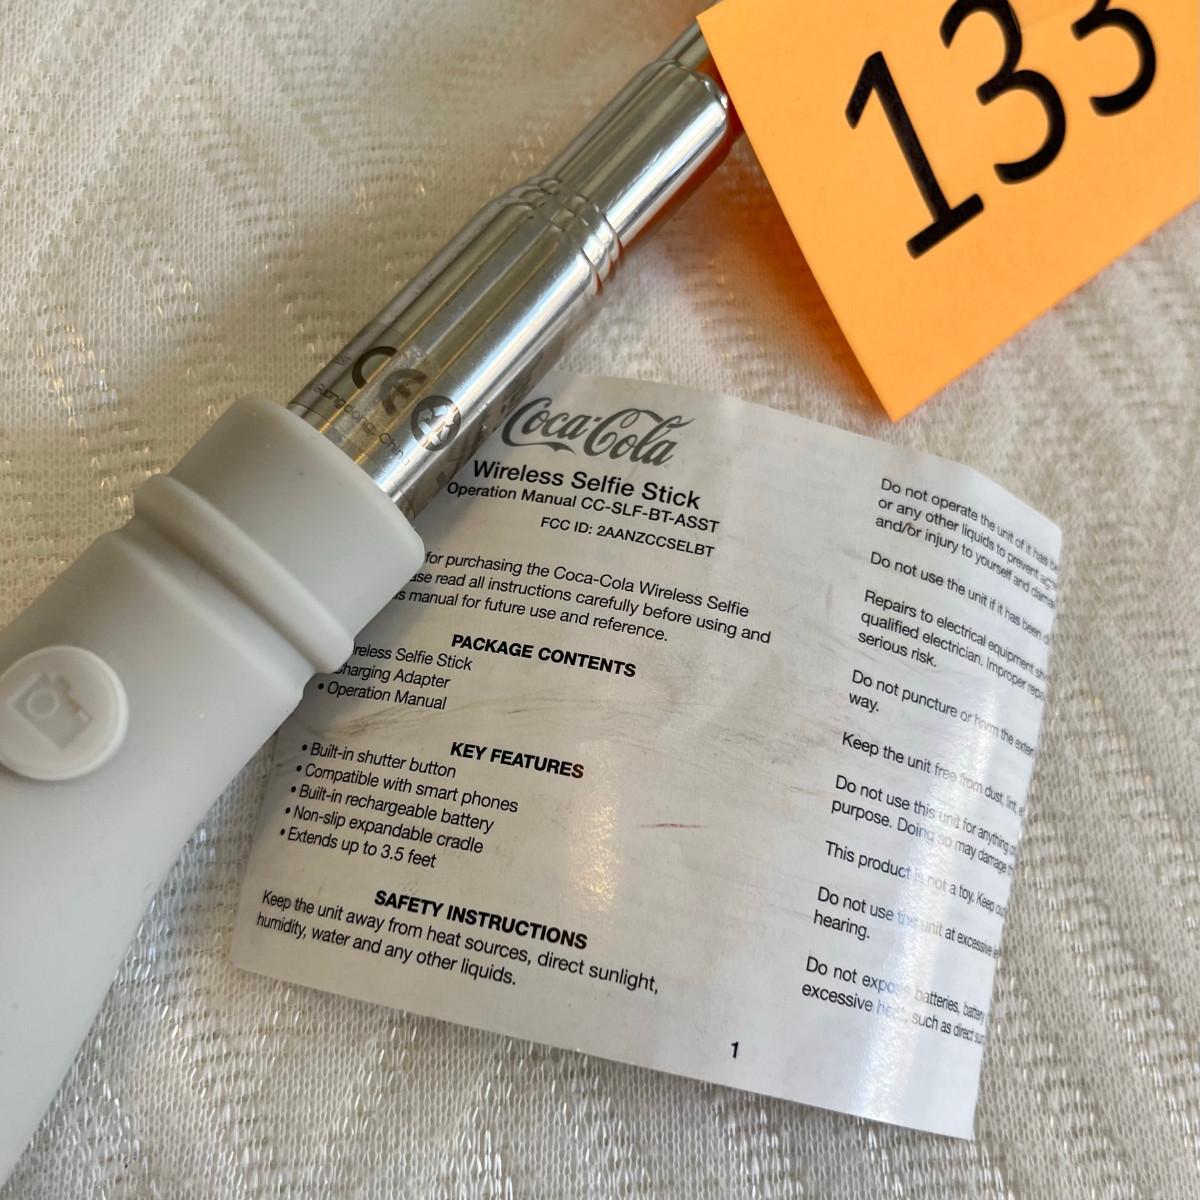 133
CE
Coca-Cola
Wireless Selfie Stick
Operation Manual CC-SLF-BT-ASST
FCC ID: 2AANZCCSELBT
for purchasing the Coca-Cola Wireless Selfie
read all instructions carefully before using and
manual for future use and reference.
PACKAGE CONTENTS
Selfie Stick
Adapter
• Operation Manual
KEY FEATURES
• Built-in shutter button
• Compatible with smart phones
• Built-in rechargeable battery
• Non-slip expandable cradle
• Extends up to 3.5 feet
SAFETY INSTRUCTIONS
Keep the unit away from heat sources, direct sunlight,
humidity, water and any other liquids.
1
Do not operate the unit of it has
or any other liquids to prevent
and/or injury to yourself and
Do not use the unit if it has been
Repairs to electrical equipment
qualified electrician. Improper
serious risk.
Do not puncture or harm the
way.
Keep the unit free from dust, lint,
Do not use this unit for anything
purpose. Doing so may damage
This product is not a toy. Keep
Do not use this unit at
hearing.
Do not expose batteries,
excessive such as direct